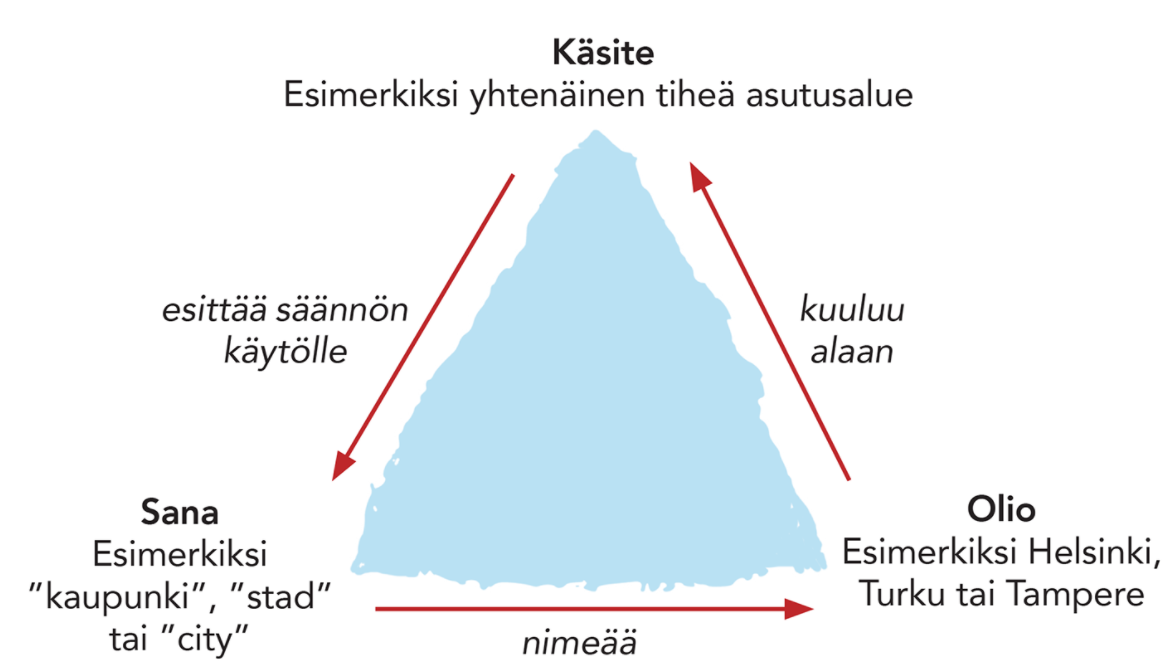 Käsite
Esimerkiksi yhtenäinen tiheä asutusalue
esittää säännön
käytölle
kuuluu
alaan
Sana
Esimerkiksi
”kaupunki”, ”stad”
tai ”city”
Olio
Esimerkiksi Helsinki,
Turku tai Tampere
nimeää